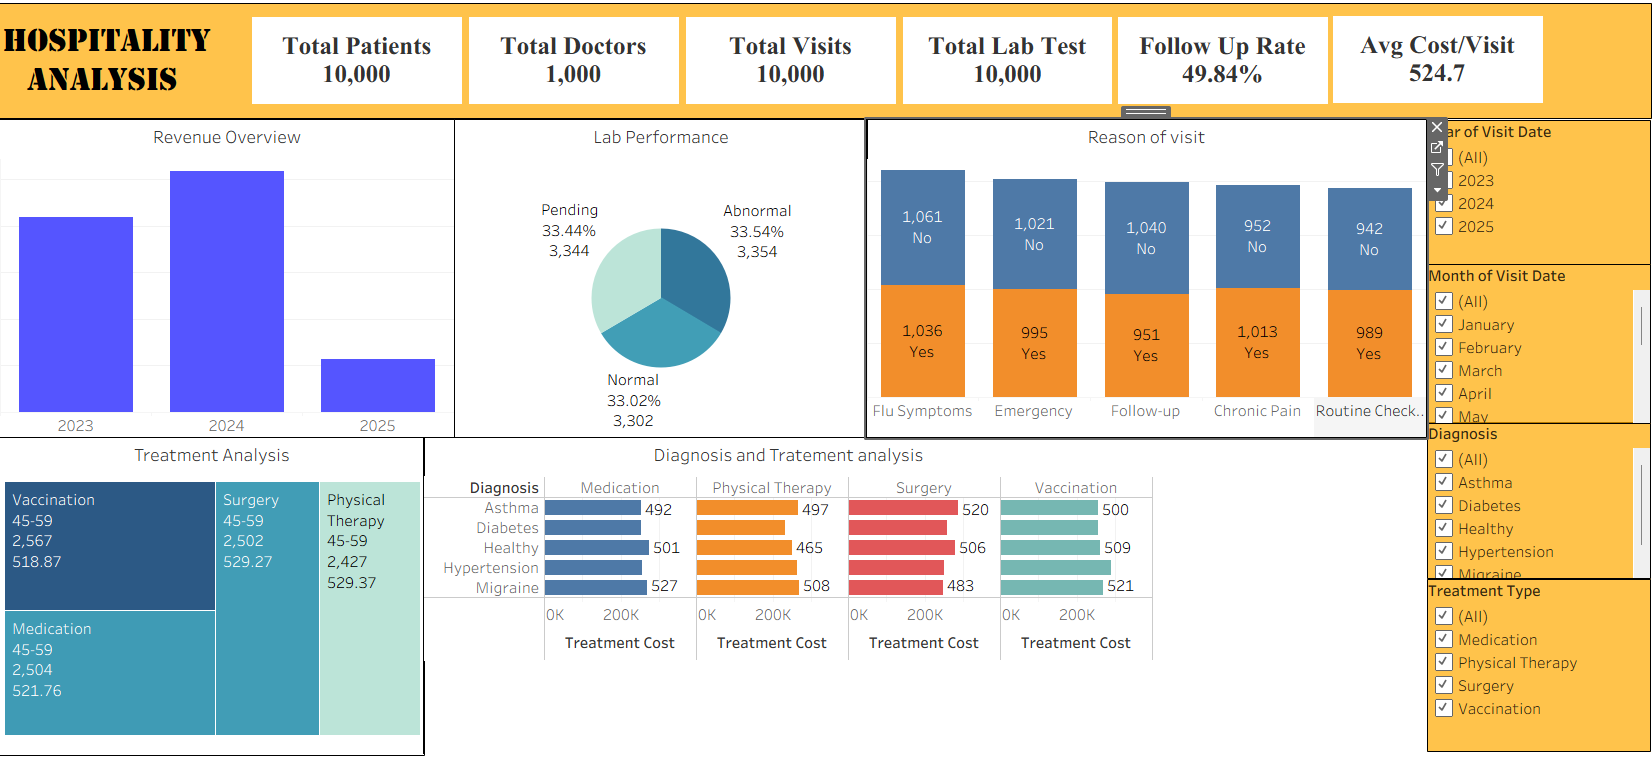 HOSPITALITY
ANALYSIS
Total Patients
10,000
Total Doctors
1,000
Total Visits
10,000
Total Lab Test
10,000
Follow Up Rate
49.84%
Avg Cost/Visit
524.7
Revenue Overview
2023
2024
2025
Lab Performance
Pending
33.44%
3,344
Abnormal
33.54%
3,354
Normal
33.02%
3,302
Reason of visit
1,061
No
1,021
No
1,040
No
952
No
942
No
1,036
Yes
995
Yes
951
Yes
1,013
Yes
989
Yes
Flu Symptoms
Emergency
Follow-up
Chronic Pain
Routine Check..
ar of Visit Date
(All)
2023
2024
2025
Month of Visit Date
(All)
January
February
March
April
May
Diagnosis
(All)
Asthma
Diabetes
Healthy
Hypertension
Migraine
Treatment Type
(All)
Medication
Physical Therapy
Surgery
Vaccination
Treatment Analysis
Vaccination
45-59
2,567
518.87
Medication
45-59
2,504
521.76
Surgery
45-59
2,502
529.27
Physical
Therapy
45-59
2,427
529.37
Diagnosis and Tratement analysis
Diagnosis Medication Physical Therapy Surgery Vaccination
Asthma 492 497 520 500
Diabetes
Healthy 501 465 506 509
Hypertension
Migraine 527 508 483 521
0K 200K 0K 200K 0K 200K 0K 200K
Treatment Cost Treatment Cost Treatment Cost Treatment Cost